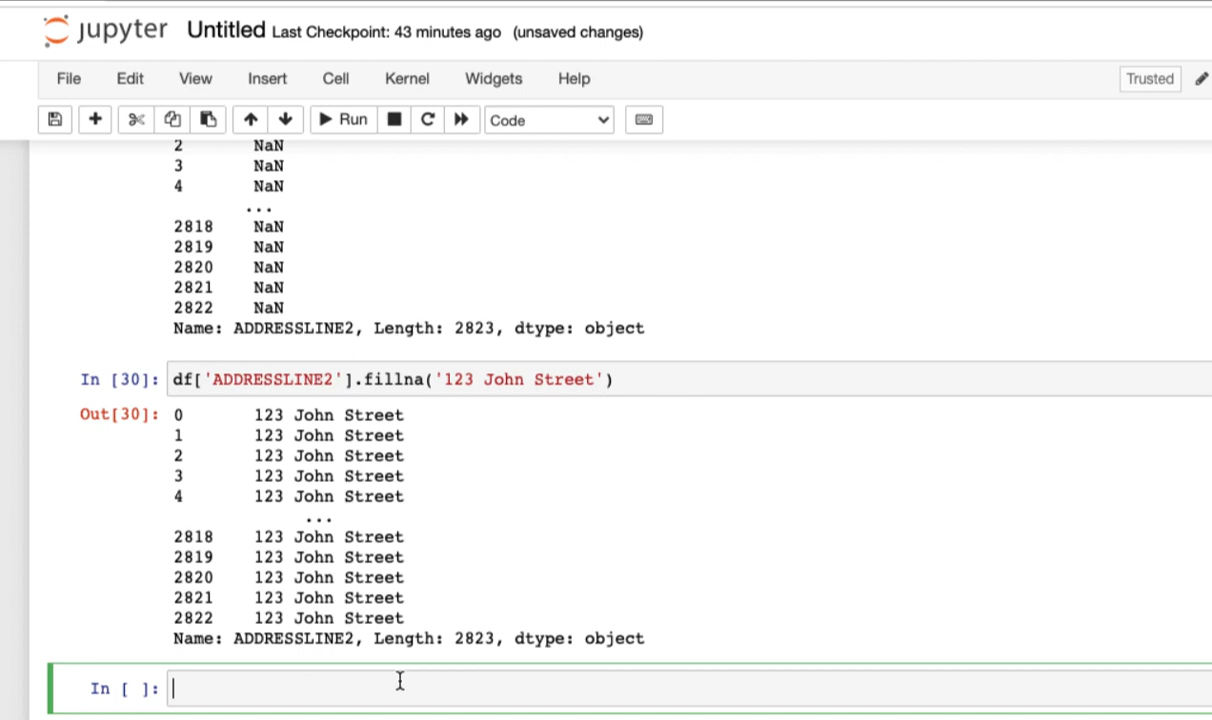 jupyter Untitled Last Checkpoint: 43 minutes ago (unsaved changes)
File Edit View Insert Cell Kernel Widgets Help Trusted
Run Code
2 NaN
3 NaN
4 NaN
...
2818 NaN
2819 NaN
2820 NaN
2821 NaN
2822 NaN
Name: ADDRESSLINE2, Length: 2823, dtype: object
In [30]: df['ADDRESSLINE2'].fillna('123 John Street')
Out[30]: 0 123 John Street
1 123 John Street
2 123 John Street
3 123 John Street
4 123 John Street
...
2818 123 John Street
2819 123 John Street
2820 123 John Street
2821 123 John Street
2822 123 John Street
Name: ADDRESSLINE2, Length: 2823, dtype: object
In [ ]: